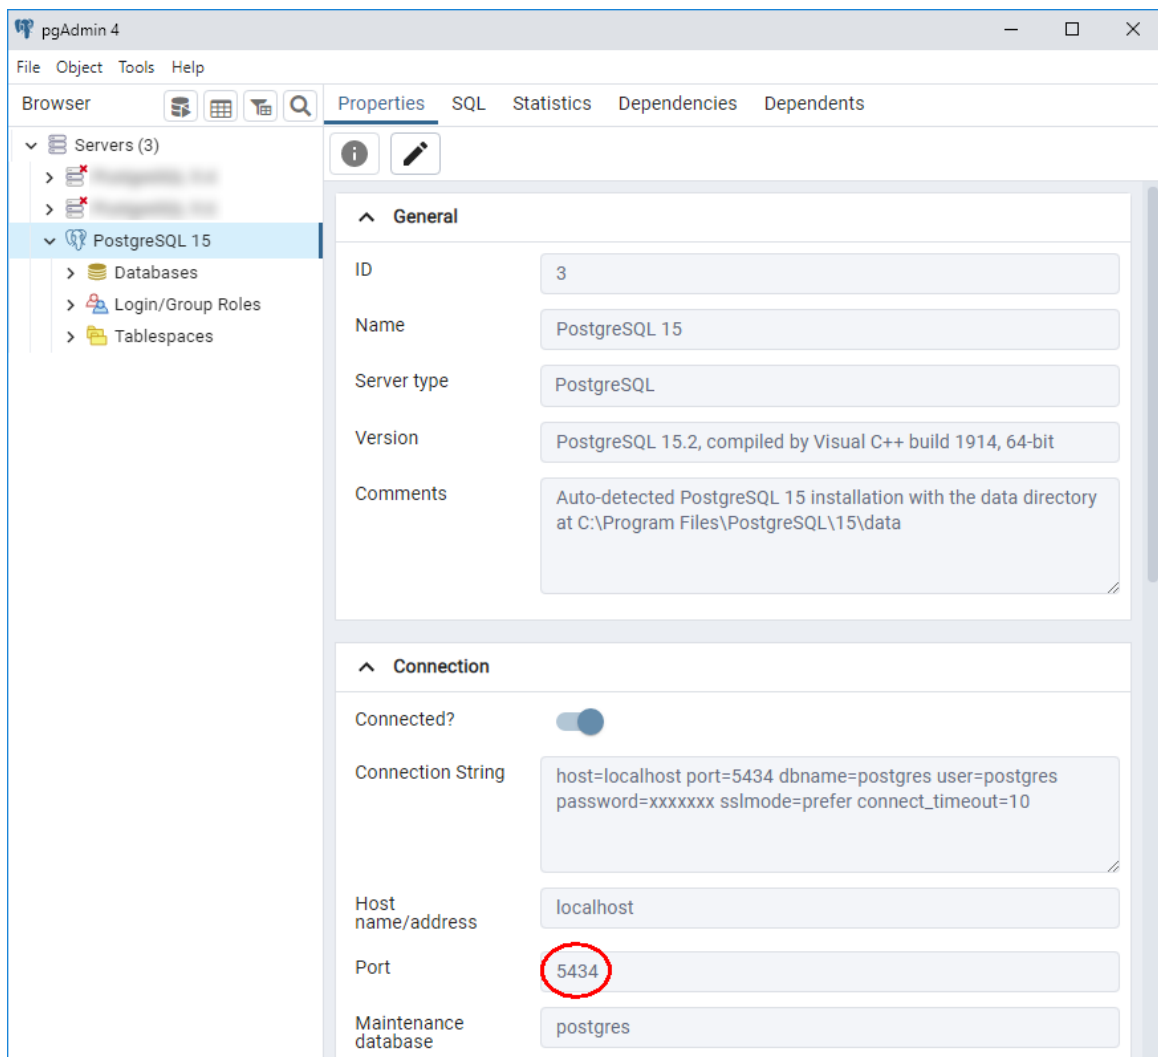 pgAdmin 4
File Object Tools Help
Browser
Properties SQL Statistics Dependencies Dependents
Servers (3)
PostgreSQL 15
Databases
Login/Group Roles
Tablespaces
General
ID
3
Name
PostgreSQL 15
Server type
PostgreSQL
Version
PostgreSQL 15.2, compiled by Visual C++ build 1914, 64-bit
Comments
Auto-detected PostgreSQL 15 installation with the data directory
at C:\Program Files\PostgreSQL\15\data
Connection
Connected?
Connection String
host=localhost port=5434 dbname=postgres user=postgres
password=xxxxxxx sslmode=prefer connect_timeout=10
Host
name/address
localhost
Port
5434
Maintenance
database
postgres